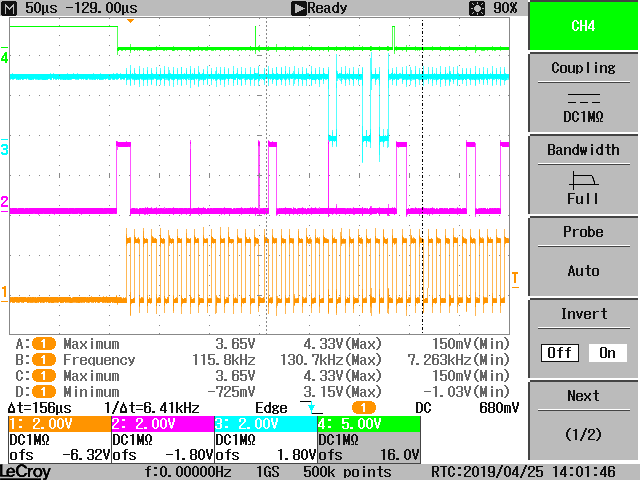 M 50µs -129.00µs Ready 90%
CH4
Coupling
DC1MΩ
Bandwidth
Full
Probe
Auto
Invert
Off On
Next
(1/2)
4
3
2
1
T
A: 1 Maximum 3.65V 4.33V(Max) 150mV(Min)
B: 1 Frequency 115.8kHz 130.7kHz(Max) 7.263kHz(Min)
C: 1 Maximum 3.65V 4.33V(Max) 150mV(Min)
D: 1 Minimum -725mV 3.15V(Max) -1.03V(Min)
Δt=156µs 1/Δt=6.41kHz Edge 1 DC 680mV
1: 2.00V 2: 2.00V 3: 2.00V 4: 5.00V
DC1MΩ DC1MΩ DC1MΩ DC1MΩ
ofs -6.32V ofs -1.80V ofs 1.80V ofs 16.0V
LeCroy f:0.00000Hz 1GS 500k points RTC:2019/04/25 14:01:46